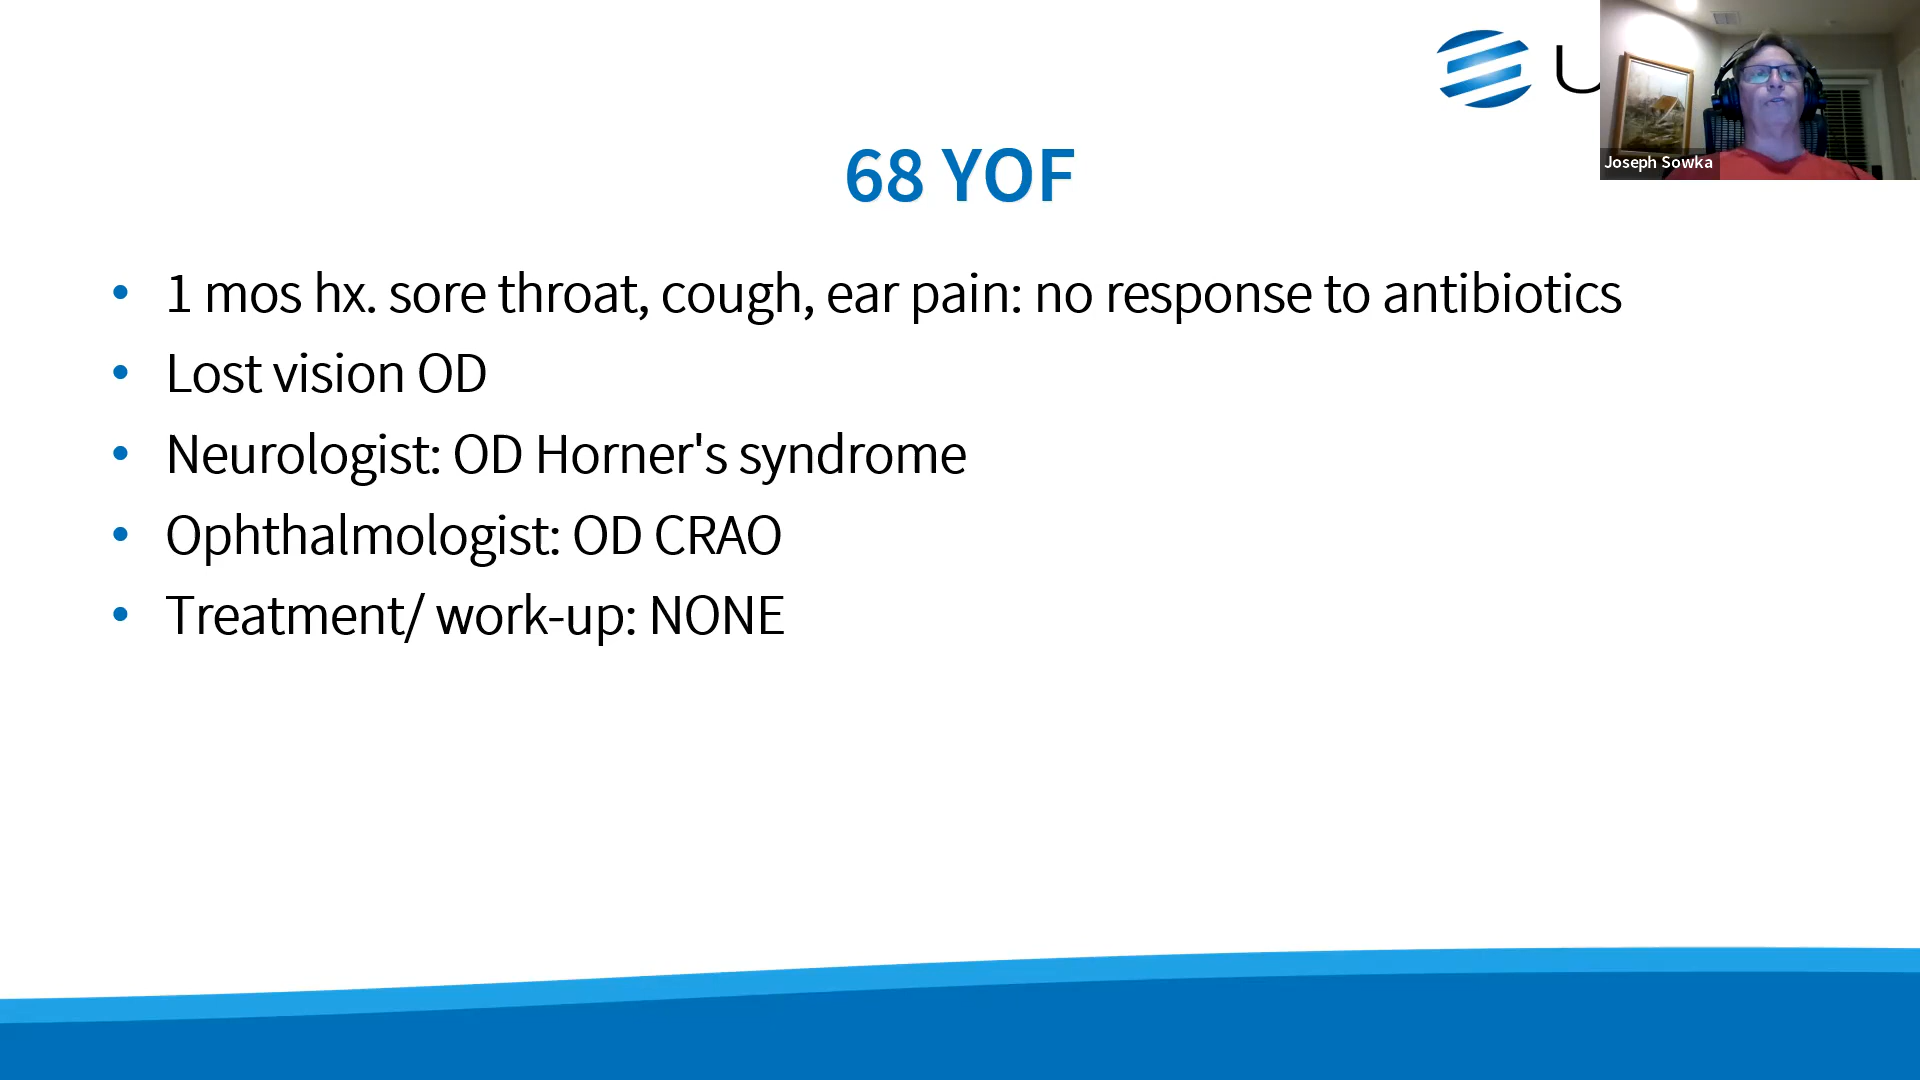 U
Joseph Sowka
68 YOF
• 1 mos hx. sore throat, cough, ear pain: no response to antibiotics
• Lost vision OD
• Neurologist: OD Horner's syndrome
• Ophthalmologist: OD CRAO
• Treatment/ work-up: NONE